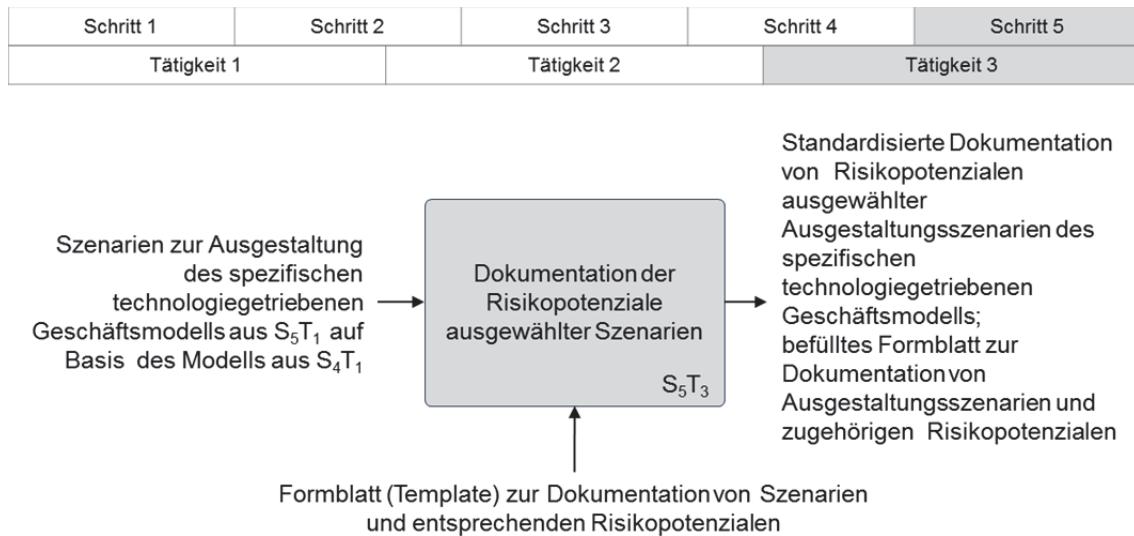 Schritt 1
Schritt 2
Schritt 3
Schritt 4
Schritt 5
Tätigkeit 1
Tätigkeit 2
Tätigkeit 3
Szenarien zur Ausgestaltung
des spezifischen
technologiegetriebenen
Geschäftsmodells aus S₅T₁ auf
Basis des Modells aus S₄T₁
Dokumentation der
Risikopotenziale
ausgewählter Szenarien
S₅T₃
Standardisierte Dokumentation
von Risikopotenzialen
ausgewählter
Ausgestaltungsszenarien des
spezifischen
technologiegetriebenen
Geschäftsmodells;
befülltes Formblatt zur
Dokumentation von
Ausgestaltungsszenarien und
zugehörigen Risikopotenzialen
Formblatt (Template) zur Dokumentation von Szenarien
und entsprechenden Risikopotenzialen